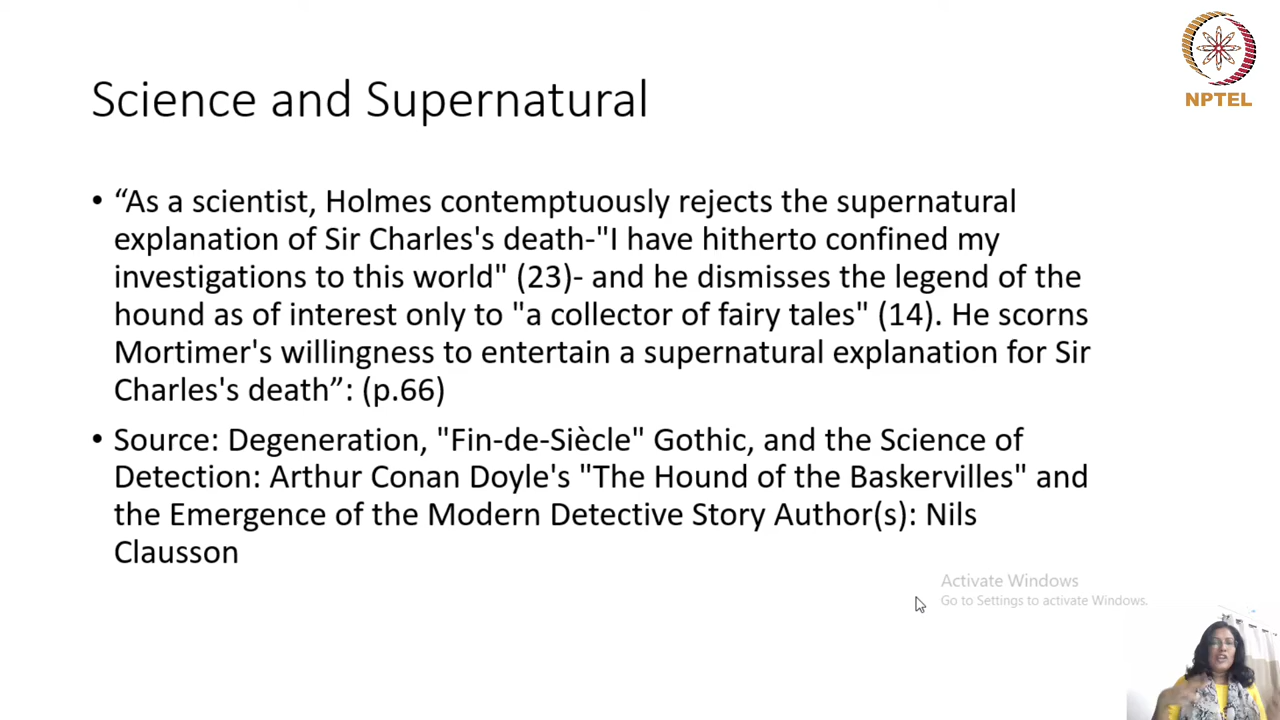 NPTEL
Science and Supernatural
• “As a scientist, Holmes contemptuously rejects the supernatural
explanation of Sir Charles's death-"I have hitherto confined my
investigations to this world" (23)- and he dismisses the legend of the
hound as of interest only to "a collector of fairy tales" (14). He scorns
Mortimer's willingness to entertain a supernatural explanation for Sir
Charles's death”: (p.66)
• Source: Degeneration, "Fin-de-Siècle" Gothic, and the Science of
Detection: Arthur Conan Doyle's "The Hound of the Baskervilles" and
the Emergence of the Modern Detective Story Author(s): Nils
Clausson
Activate Windows
Go to Settings to activate Windows.